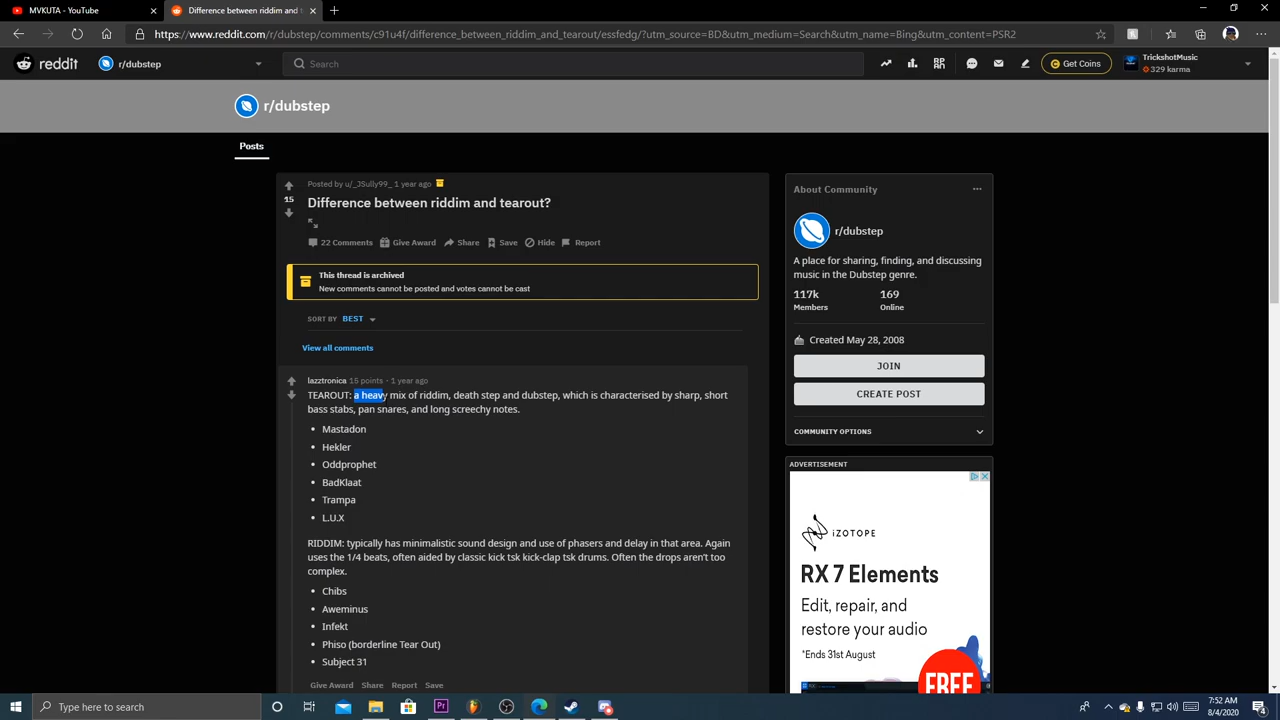 MVKUTA - YouTube
Difference between riddim and t
https://www.reddit.com/r/dubstep/comments/c91u4f/difference_between_riddim_and_tearout/essfedg/?utm_source=BD&utm_medium=Search&utm_name=Bing&utm_content=PSR2
reddit
r/dubstep
Search
Get Coins
TrickshotMusic
329 karma
r/dubstep
Posts
Posted by u/_JSully99_ 1 year ago
15
Difference between riddim and tearout?
22 Comments
Give Award
Share
Save
Hide
Report
This thread is archived
New comments cannot be posted and votes cannot be cast
SORT BY BEST
View all comments
lazztronica 15 points · 1 year ago
TEAROUT: a heavy mix of riddim, death step and dubstep, which is characterised by sharp, short
bass stabs, pan snares, and long screechy notes.
• Mastadon
• Hekler
• Oddprophet
• BadKlaat
• Trampa
• L.U.X
RIDDIM: typically has minimalistic sound design and use of phasers and delay in that area. Again
uses the 1/4 beats, often aided by classic kick tsk kick-clap tsk drums. Often the drops aren't too
complex.
• Chibs
• Aweminus
• Infekt
• Phiso (borderline Tear Out)
• Subject 31
Give Award Share Report Save
About Community
r/dubstep
A place for sharing, finding, and discussing
music in the Dubstep genre.
117k
Members
169
Online
Created May 28, 2008
JOIN
CREATE POST
COMMUNITY OPTIONS
ADVERTISEMENT
iZOTOPE
RX 7 Elements
Edit, repair, and
restore your audio
*Ends 31st August
FREE
Type here to search
Pr
7:52 AM
8/4/2020
4